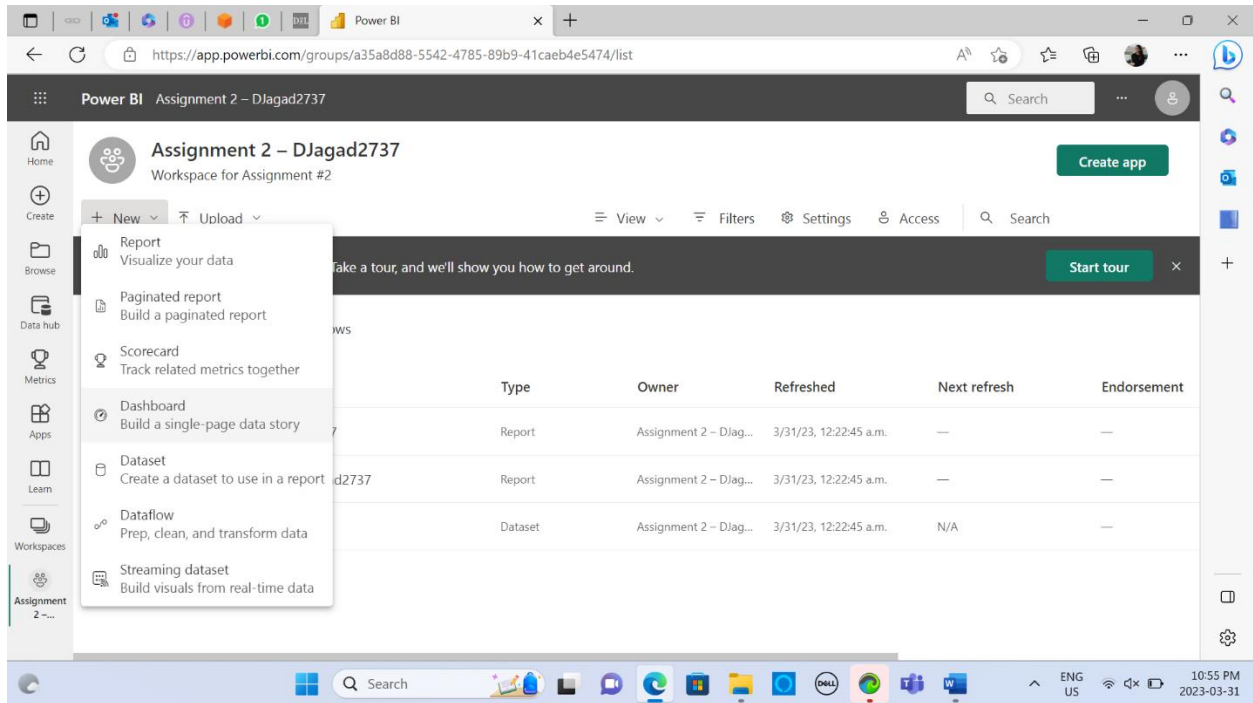 D2L
Power BI
https://app.powerbi.com/groups/a35a8d88-5542-4785-89b9-41caeb4e5474/list
Power BI Assignment 2 – DJagad2737
Search
Home
Create
Browse
Data hub
Metrics
Apps
Learn
Workspaces
Assignment
2 –...
Assignment 2 – DJagad2737
Workspace for Assignment #2
Create app
+ New
Upload
View
Filters
Settings
Access
Search
Report
Visualize your data
Paginated report
Build a paginated report
Scorecard
Track related metrics together
Dashboard
Build a single-page data story
Dataset
Create a dataset to use in a report
Dataflow
Prep, clean, and transform data
Streaming dataset
Build visuals from real-time data
Take a tour, and we'll show you how to get around.
Start tour
ows
Type Owner Refreshed Next refresh Endorsement
7 Report Assignment 2 – DJag... 3/31/23, 12:22:45 a.m. — —
d2737 Report Assignment 2 – DJag... 3/31/23, 12:22:45 a.m. — —
Dataset Assignment 2 – DJag... 3/31/23, 12:22:45 a.m. N/A —
Search
DELL
ENG
US
10:55 PM
2023-03-31